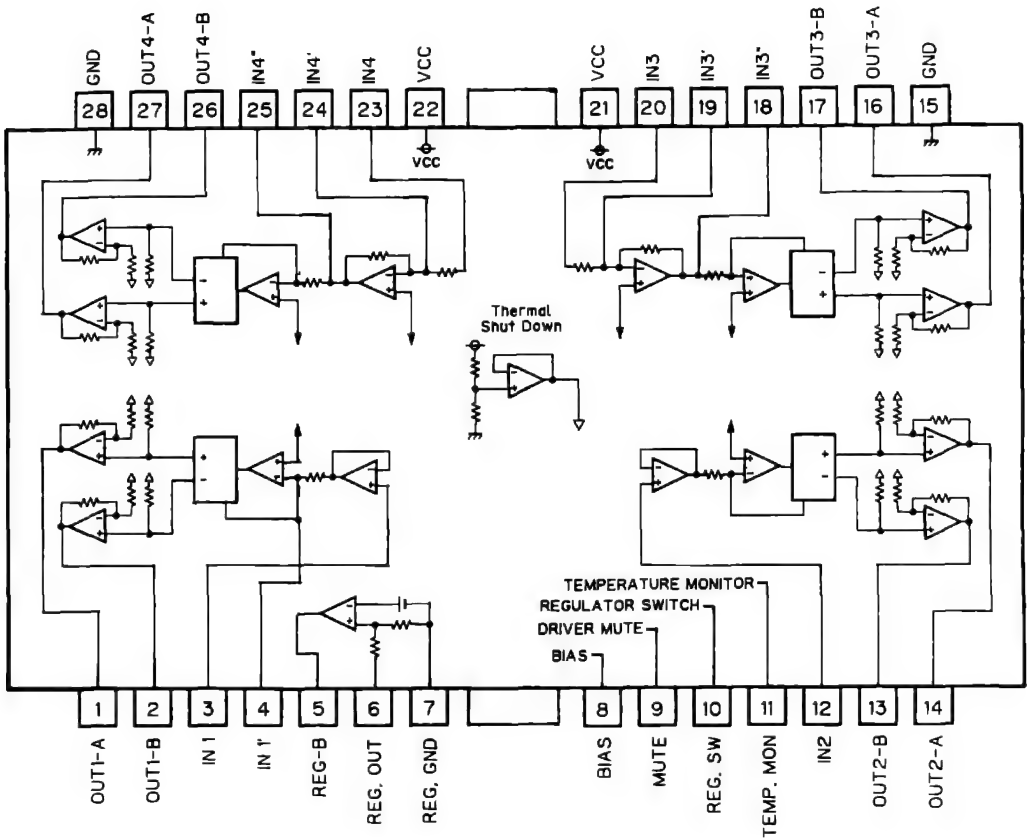 GND
OUT4-A
OUT4-B
IN4"
IN4'
IN4
VCC
VCC
IN3
IN3'
IN3"
OUT3-B
OUT3-A
GND
28
27
26
25
24
23
22
21
20
19
18
17
16
15
VCC
VCC
+
-
-
+
-
+
-
+
-
+
-
+
-
+
-
+
-
+
+
-
-
+
Thermal
Shut Down
-
+
-
+
-
+
+
-
+
-
-
+
-
+
+
-
+
-
-
+
-
+
-
+
TEMPERATURE MONITOR
REGULATOR SWITCH
DRIVER MUTE
BIAS
1
2
3
4
5
6
7
8
9
10
11
12
13
14
OUT1-A
OUT1-B
IN 1
IN 1'
REG-B
REG. OUT
REG. GND
BIAS
MUTE
REG. SW
TEMP. MON
IN2
OUT2-B
OUT2-A